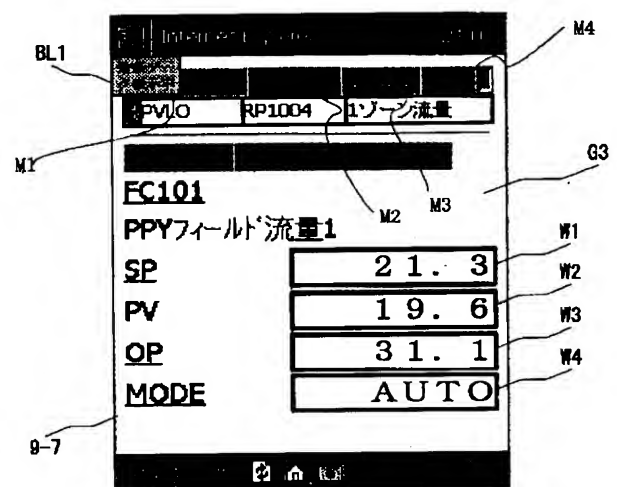 BL1
M4
PVLO RP1004 1ゾーン流量
M1
M2
M3
G3
FC101
PPYフィールド流量1
SP 21.3 W1
PV 19.6 W2
OP 31.1 W3
MODE AUTO W4
9-7